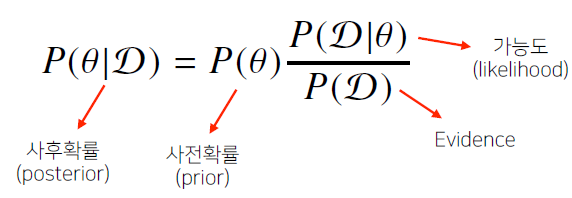 P(θ|𝒟) = P(θ) P(𝒟|θ) / P(𝒟)
가능도
(likelihood)
Evidence
사후확률
(posterior)
사전확률
(prior)